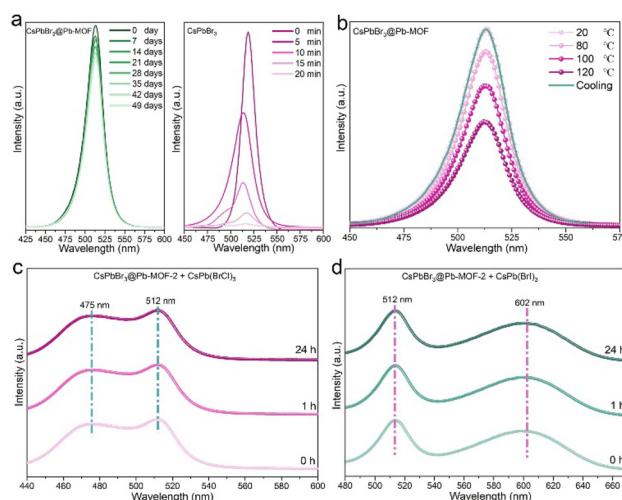 a
CsPbBr₃@Pb-MOF
0 day
7 days
14 days
21 days
28 days
35 days
42 days
49 days
Intensity (a.u.)
425 450 475 500 525 550 575 600
Wavelength (nm)
CsPbBr₃
0 min
5 min
10 min
15 min
20 min
Intensity (a.u.)
450 475 500 525 550 575 600
Wavelength (nm)
b
CsPbBr₃@Pb-MOF
20 °C
80 °C
100 °C
120 °C
Cooling
Intensity (a.u.)
450 475 500 525 550 575
Wavelength (nm)
c
CsPbBr₃@Pb-MOF-2 + CsPb(BrCl)₃
475 nm
512 nm
24 h
1 h
0 h
Intensity (a.u.)
440 460 480 500 520 540 560 580 600
Wavelength (nm)
d
CsPbBr₃@Pb-MOF-2 + CsPb(BrI)₃
512 nm
602 nm
24 h
1 h
0 h
Intensity (a.u.)
480 500 520 540 560 580 600 620 640 660
Wavelength (nm)